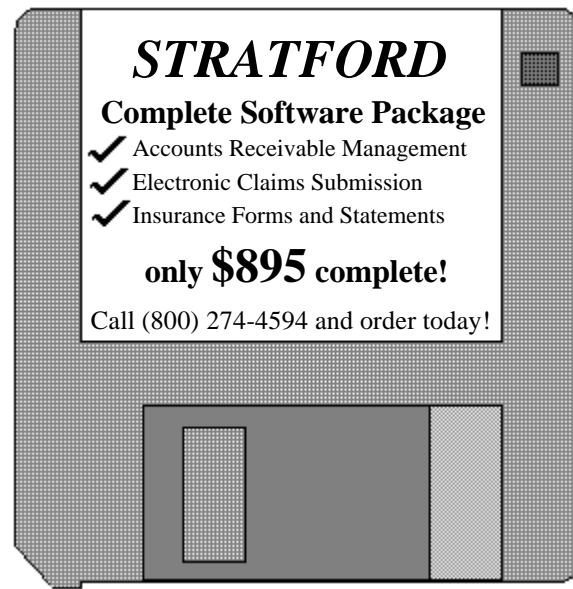 STRATFORD
Complete Software Package
Accounts Receivable Management
Electronic Claims Submission
Insurance Forms and Statements
only $895 complete!
Call (800) 274-4594 and order today!